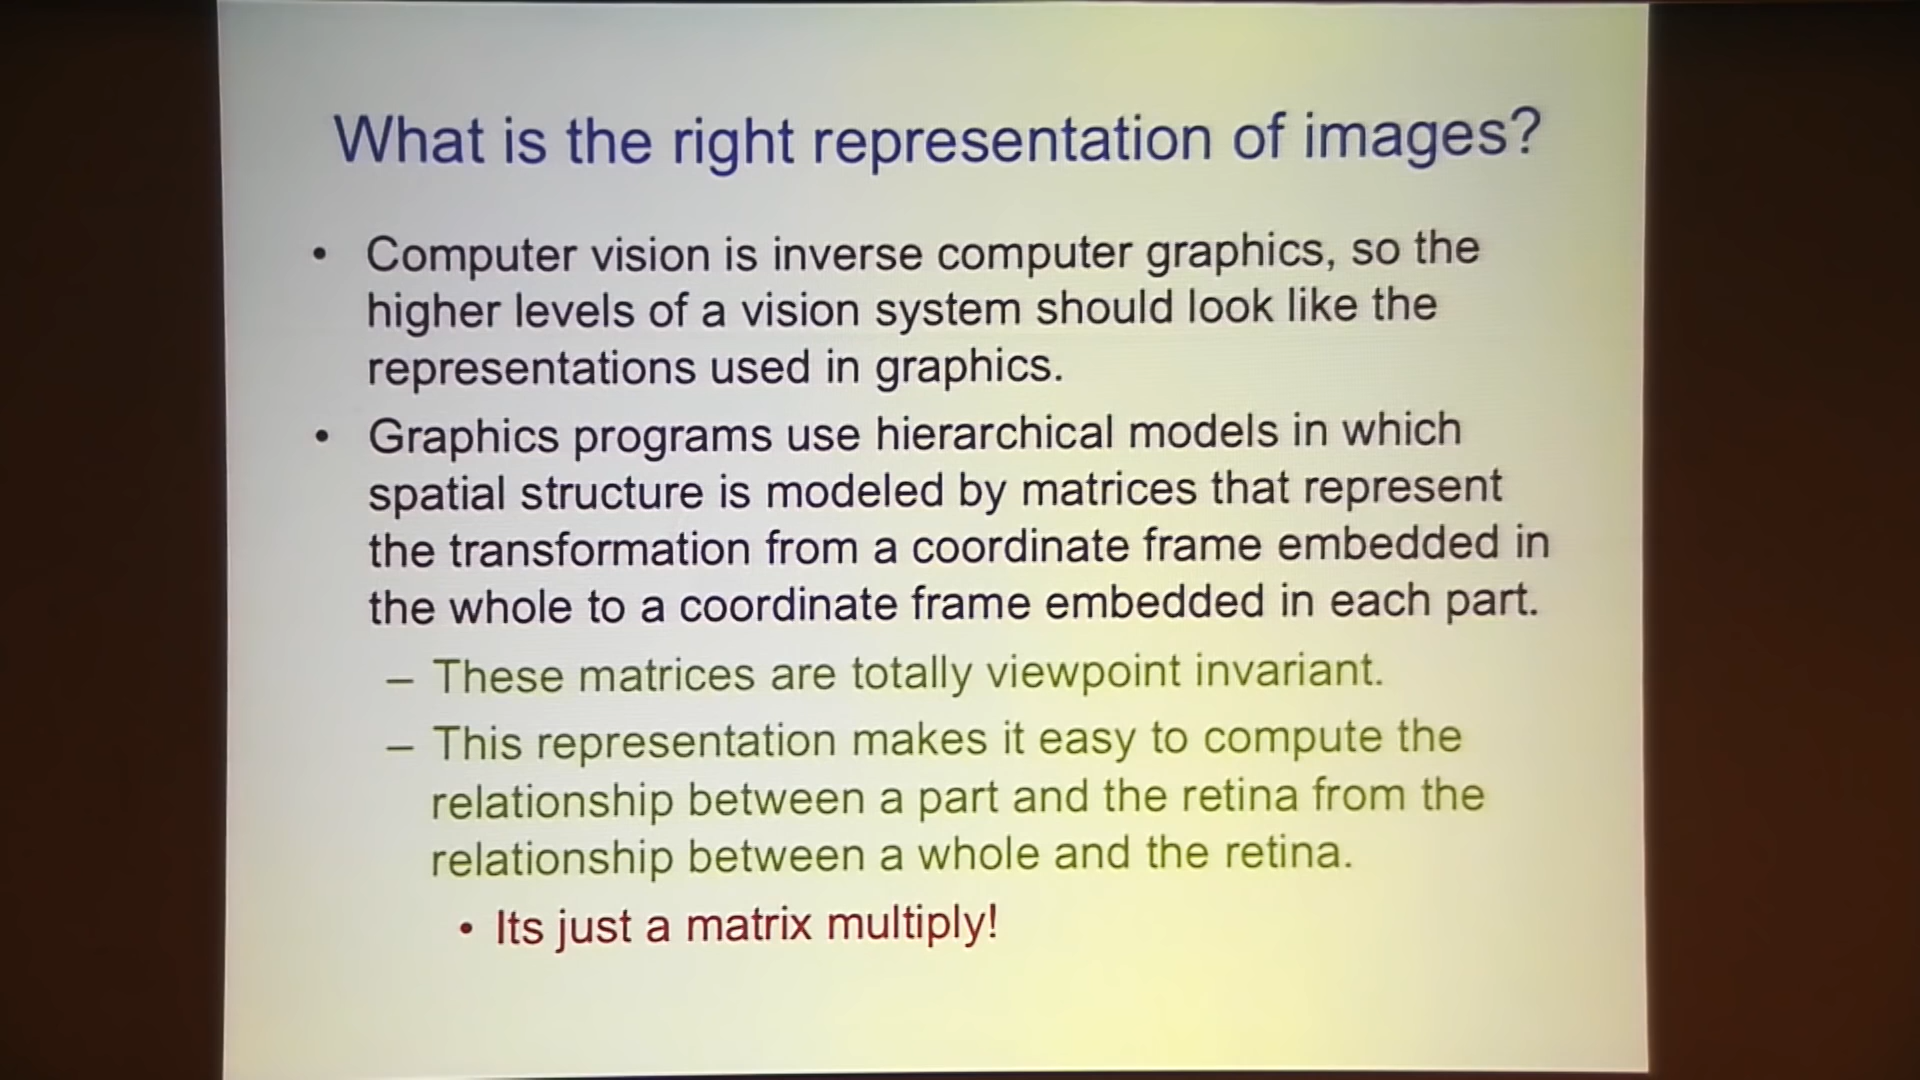 What is the right representation of images?
• Computer vision is inverse computer graphics, so the
higher levels of a vision system should look like the
representations used in graphics.
• Graphics programs use hierarchical models in which
spatial structure is modeled by matrices that represent
the transformation from a coordinate frame embedded in
the whole to a coordinate frame embedded in each part.
– These matrices are totally viewpoint invariant.
– This representation makes it easy to compute the
relationship between a part and the retina from the
relationship between a whole and the retina.
• Its just a matrix multiply!